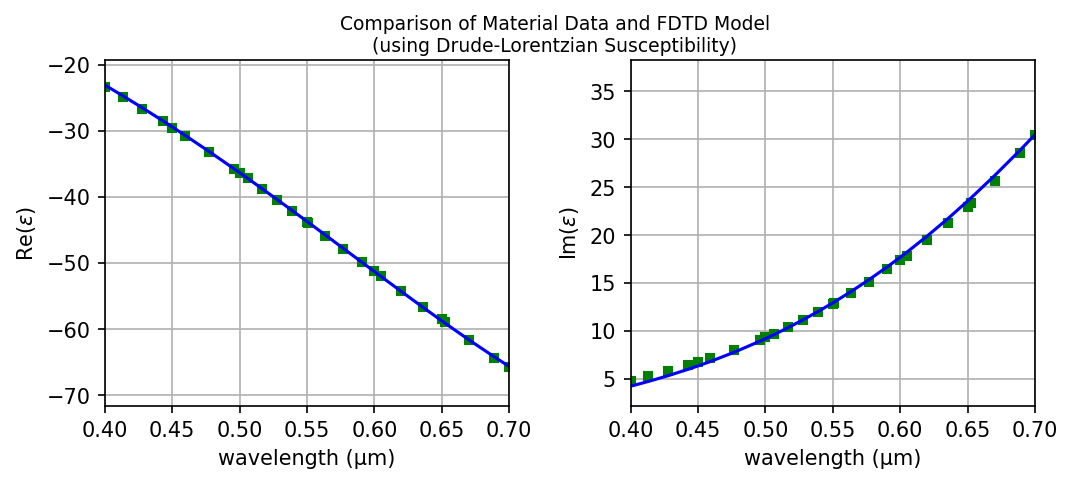 Comparison of Material Data and FDTD Model
(using Drude-Lorentzian Susceptibility)
Re(ε)
−20
−30
−40
−50
−60
−70
0.40 0.45 0.50 0.55 0.60 0.65 0.70
wavelength (μm)
Im(ε)
35
30
25
20
15
10
5
0.40 0.45 0.50 0.55 0.60 0.65 0.70
wavelength (μm)